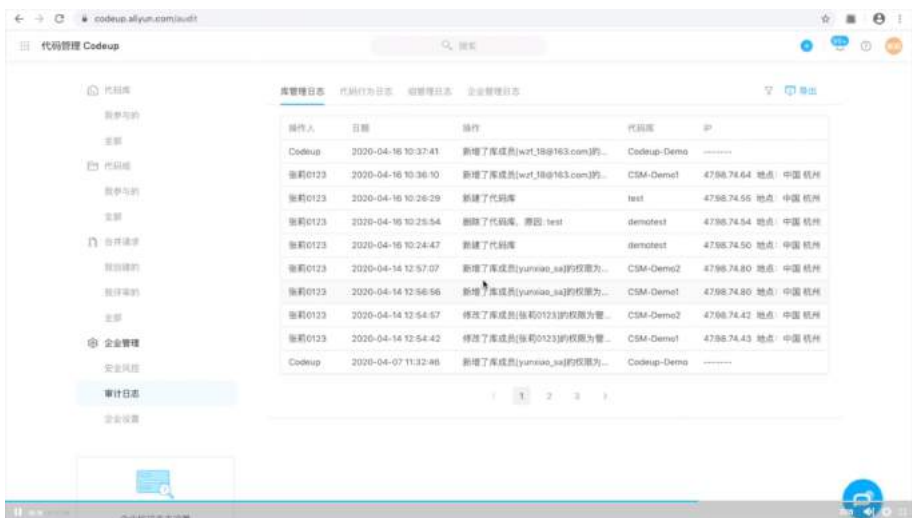 codeup.aliyun.com/audit
代码管理 Codeup
搜索
99+
代码库
我参与的
全部
代码组
我参与的
全部
合并请求
我创建的
我评审的
全部
企业管理
安全风控
审计日志
企业设置
库管理日志 代码行为日志 组管理日志 企业管理日志
导出
操作人 日期 操作 代码库 IP
Codeup 2020-04-16 10:37:41 新增了库成员[wzt_18@163.com]的... Codeup-Demo --------
张莉0123 2020-04-16 10:36:10 新增了库成员[wzt_18@163.com]的... CSM-Demo1 47.98.74.64 地点: 中国 杭州
张莉0123 2020-04-16 10:26:29 新建了代码库 test 47.98.74.55 地点: 中国 杭州
张莉0123 2020-04-16 10:25:54 删除了代码库, 原因: test demotest 47.98.74.54 地点: 中国 杭州
张莉0123 2020-04-16 10:24:47 新建了代码库 demotest 47.98.74.50 地点: 中国 杭州
张莉0123 2020-04-14 12:57:07 新增了库成员[yunxiao_sa]的权限为... CSM-Demo2 47.98.74.80 地点: 中国 杭州
张莉0123 2020-04-14 12:56:56 新增了库成员[yunxiao_sa]的权限为... CSM-Demo1 47.98.74.80 地点: 中国 杭州
张莉0123 2020-04-14 12:54:57 修改了库成员[张莉0123]的权限为管... CSM-Demo2 47.98.74.42 地点: 中国 杭州
张莉0123 2020-04-14 12:54:42 修改了库成员[张莉0123]的权限为管... CSM-Demo1 47.98.74.43 地点: 中国 杭州
Codeup 2020-04-07 11:32:46 新增了库成员[yunxiao_sa]的权限为... Codeup-Demo --------
1 2 3